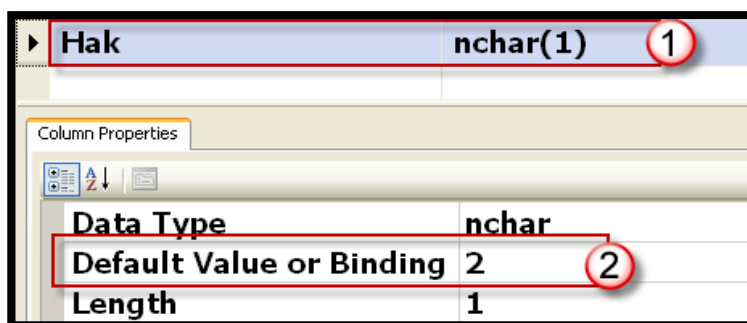 Hak nchar(1) 1
Column Properties
A Z
Data Type nchar
Default Value or Binding 2 2
Length 1